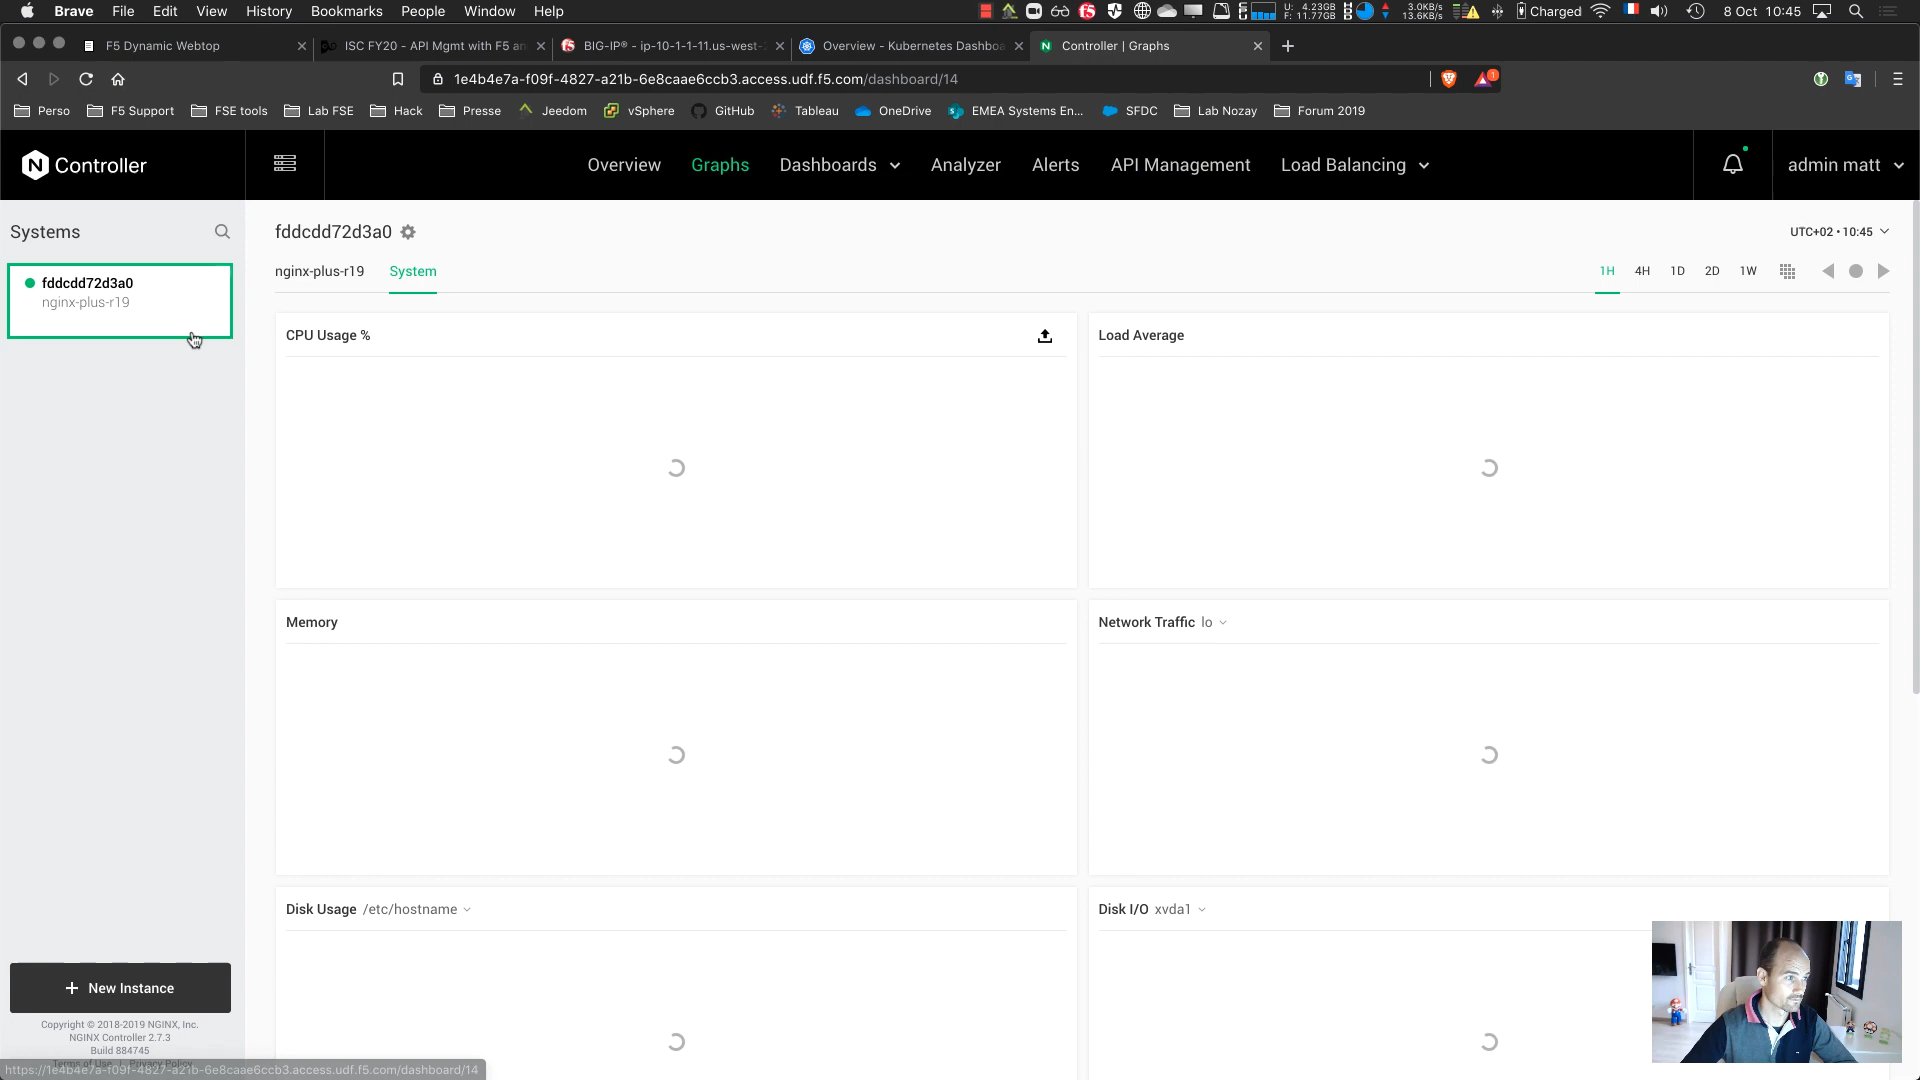 Brave File Edit View History Bookmarks People Window Help U: 4.23GB F: 11.77GB 3.0KB/s 13.6KB/s Charged 8 Oct 10:45
F5 Dynamic Webtop ISC FY20 - API Mgmt with F5 an BIG-IP® - ip-10-1-1-11.us-west-2 Overview - Kubernetes Dashboa Controller | Graphs
1e4b4e7a-f09f-4827-a21b-6e8caae6ccb3.access.udf.f5.com/dashboard/14 1
Perso F5 Support FSE tools Lab FSE Hack Presse Jeedom vSphere GitHub Tableau OneDrive EMEA Systems En... SFDC Lab Nozay Forum 2019
N Controller Overview Graphs Dashboards Analyzer Alerts API Management Load Balancing admin matt
Systems fddcdd72d3a0 UTC+02 • 10:45
nginx-plus-r19 System 1H 4H 1D 2D 1W
fddcdd72d3a0
nginx-plus-r19
CPU Usage % Load Average
Memory Network Traffic lo
Disk Usage /etc/hostname Disk I/O xvda1
+ New Instance
Copyright © 2018-2019 NGINX, Inc.
NGINX Controller 2.7.3
Build 884745
Terms of Use | Privacy Policy
https://1e4b4e7a-f09f-4827-a21b-6e8caae6ccb3.access.udf.f5.com/dashboard/14